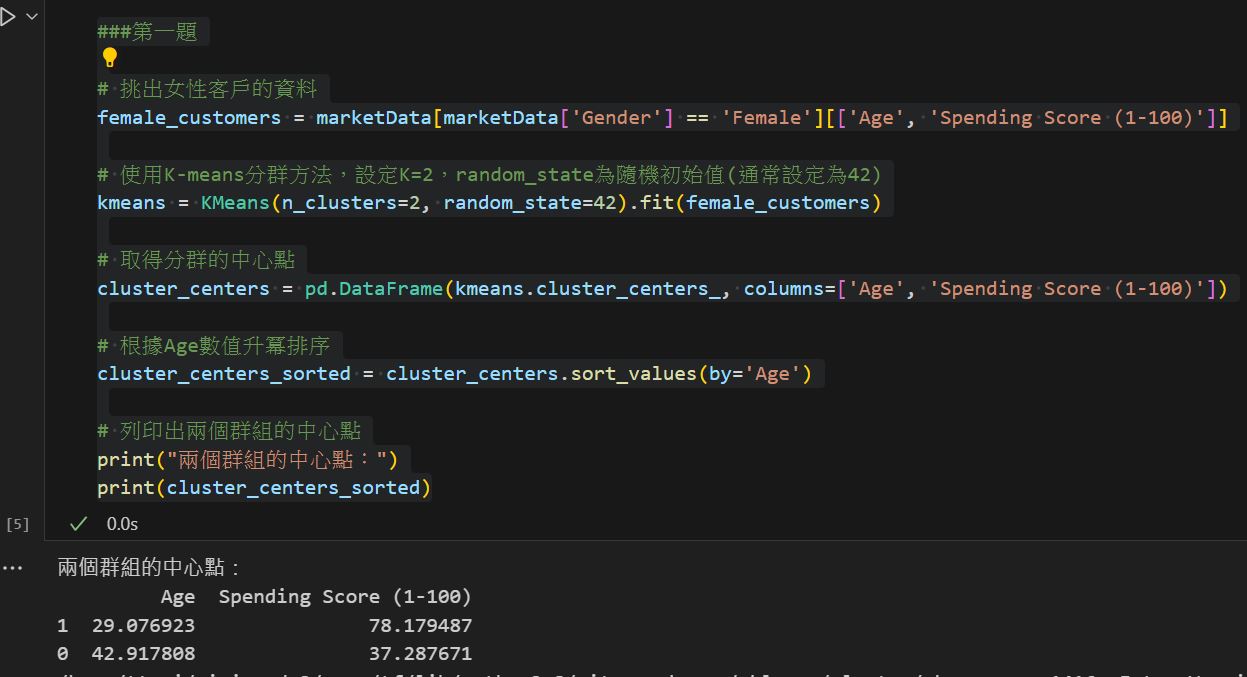 ###第一題
# 挑出女性客戶的資料
female_customers = marketData[marketData['Gender'] == 'Female'][['Age', 'Spending Score (1-100)']]
# 使用K-means分群方法，設定K=2，random_state為隨機初始值(通常設定為42)
kmeans = KMeans(n_clusters=2, random_state=42).fit(female_customers)
# 取得分群的中心點
cluster_centers = pd.DataFrame(kmeans.cluster_centers_, columns=['Age', 'Spending Score (1-100)'])
# 根據Age數值升冪排序
cluster_centers_sorted = cluster_centers.sort_values(by='Age')
# 列印出兩個群組的中心點
print("兩個群組的中心點：")
print(cluster_centers_sorted)
[5] 0.0s
兩個群組的中心點：
Age Spending Score (1-100)
1 29.076923 78.179487
0 42.917808 37.287671